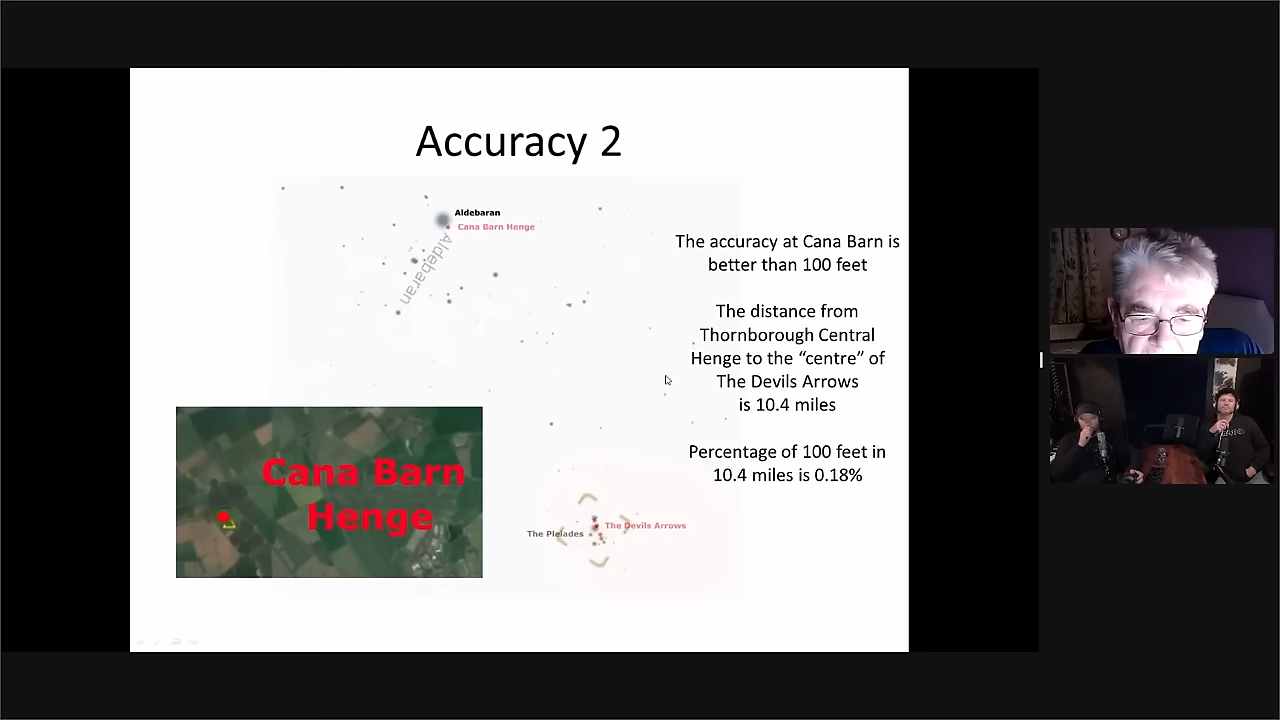 Accuracy 2
Aldebaran
Cana Barn Henge
Aldebaran
The accuracy at Cana Barn is
better than 100 feet
The distance from
Thornborough Central
Henge to the “centre” of
The Devils Arrows
is 10.4 miles
Percentage of 100 feet in
10.4 miles is 0.18%
Cana Barn
Henge
The Devils Arrows
The Pleiades